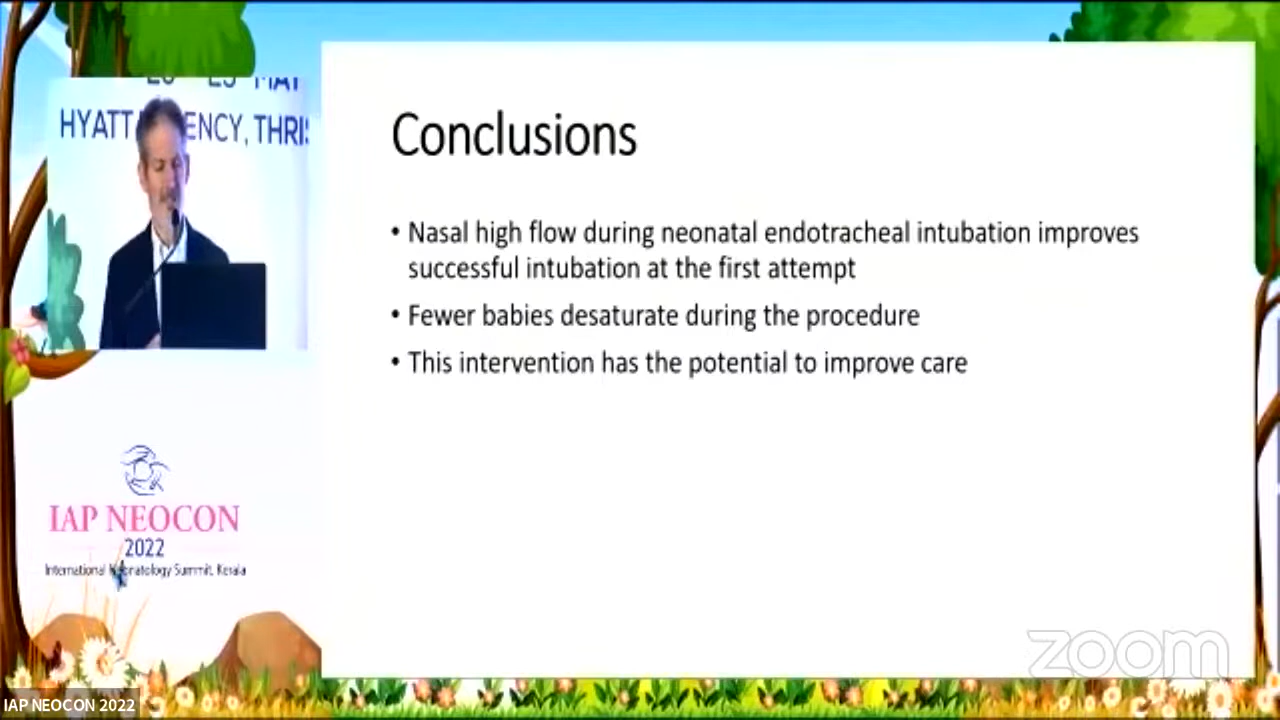 HYATT ENCY, THRI
Conclusions
• Nasal high flow during neonatal endotracheal intubation improves
successful intubation at the first attempt
• Fewer babies desaturate during the procedure
• This intervention has the potential to improve care
IAP NEOCON
2022
International Neonatology Summit, Kerala
zoom
IAP NEOCON 2022